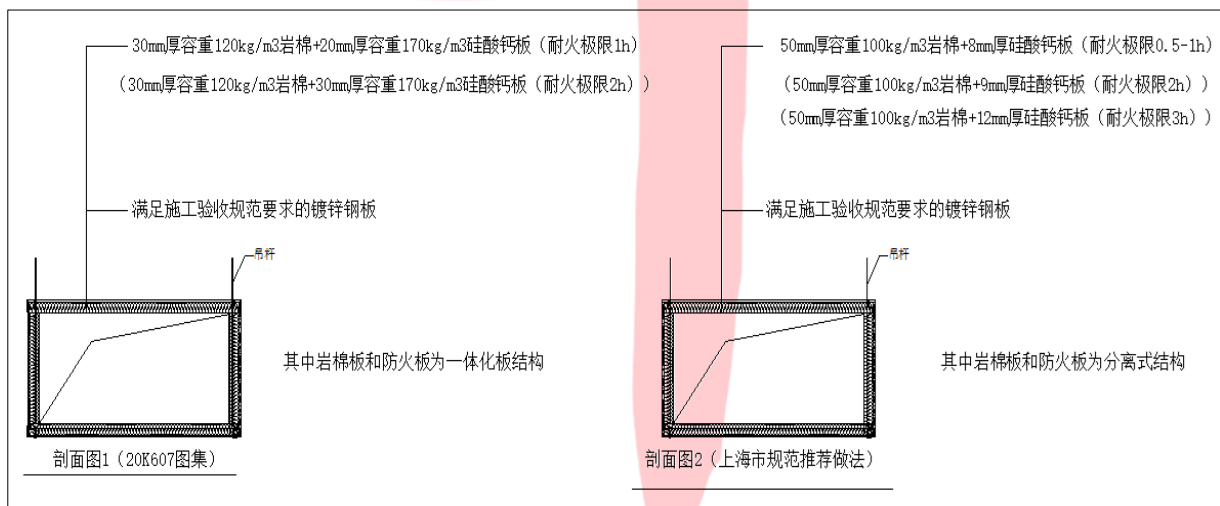 30mm厚容重120kg/m3岩棉+20mm厚容重170kg/m3硅酸钙板（耐火极限1h）
（30mm厚容重120kg/m3岩棉+30mm厚容重170kg/m3硅酸钙板（耐火极限2h））
满足施工验收规范要求的镀锌钢板
吊杆
其中岩棉板和防火板为一体化板结构
剖面图1（20K607图集）
50mm厚容重100kg/m3岩棉+8mm厚硅酸钙板（耐火极限0.5-1h）
（50mm厚容重100kg/m3岩棉+9mm厚硅酸钙板（耐火极限2h））
（50mm厚容重100kg/m3岩棉+12mm厚硅酸钙板（耐火极限3h））
满足施工验收规范要求的镀锌钢板
吊杆
其中岩棉板和防火板为分离式结构
剖面图2（上海市规范推荐做法）